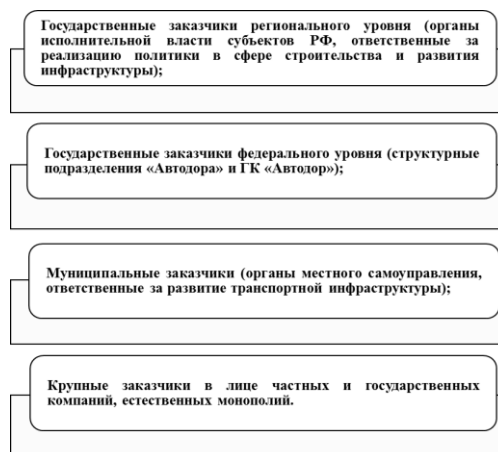 Государственные заказчики регионального уровня (органы
исполнительной власти субъектов РФ, ответственные за
реализацию политики в сфере строительства и развития
инфраструктуры);
Государственные заказчики федерального уровня (структурные
подразделения «Автодора» и ГК «Автодор»);
Муниципальные заказчики (органы местного самоуправления,
ответственные за развитие транспортной инфраструктуры);
Крупные заказчики в лице частных и государственных
компаний, естественных монополий.